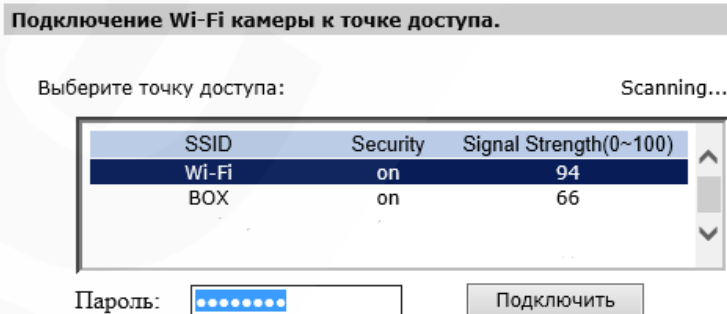 Подключение Wi-Fi камеры к точке доступа.
Выберите точку доступа: Scanning...
SSID Security Signal Strength(0~100)
Wi-Fi on 94
BOX on 66
Пароль: ●●●●●●●● Подключить